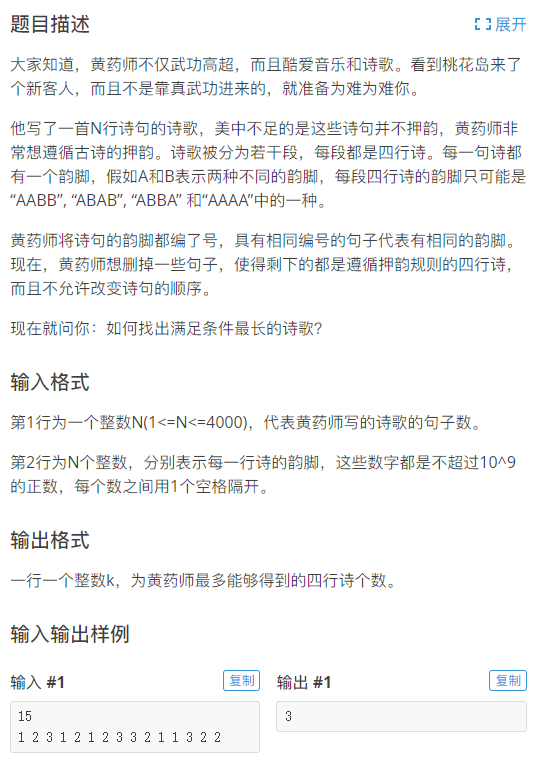 题目描述
展开
大家知道，黄药师不仅武功高超，而且酷爱音乐和诗歌。看到桃花岛来了
个新客人，而且不是靠真武功进来的，就准备为难为难你。
他写了一首N行诗句的诗歌，美中不足的是这些诗句并不押韵，黄药师非
常想遵循古诗的押韵。诗歌被分为若干段，每段都是四行诗。每一句诗都
有一个韵脚，假如A和B表示两种不同的韵脚，每段四行诗的韵脚只可能是
“AABB”, “ABAB”, “ABBA” 和“AAAA”中的一种。
黄药师将诗句的韵脚都编了号，具有相同编号的句子代表有相同的韵脚。
现在，黄药师想删掉一些句子，使得剩下的都是遵循押韵规则的四行诗，
而且不允许改变诗句的顺序。
现在就问你：如何找出满足条件最长的诗歌？
输入格式
第1行为一个整数N(1<=N<=4000)，代表黄药师写的诗歌的句子数。
第2行为N个整数，分别表示每一行诗的韵脚，这些数字都是不超过10^9
的正数，每个数之间用1个空格隔开。
输出格式
一行一个整数k，为黄药师最多能够得到的四行诗个数。
输入输出样例
输入 #1
复制
输出 #1
复制
15
1 2 3 1 2 1 2 3 3 2 1 1 3 2 2
3